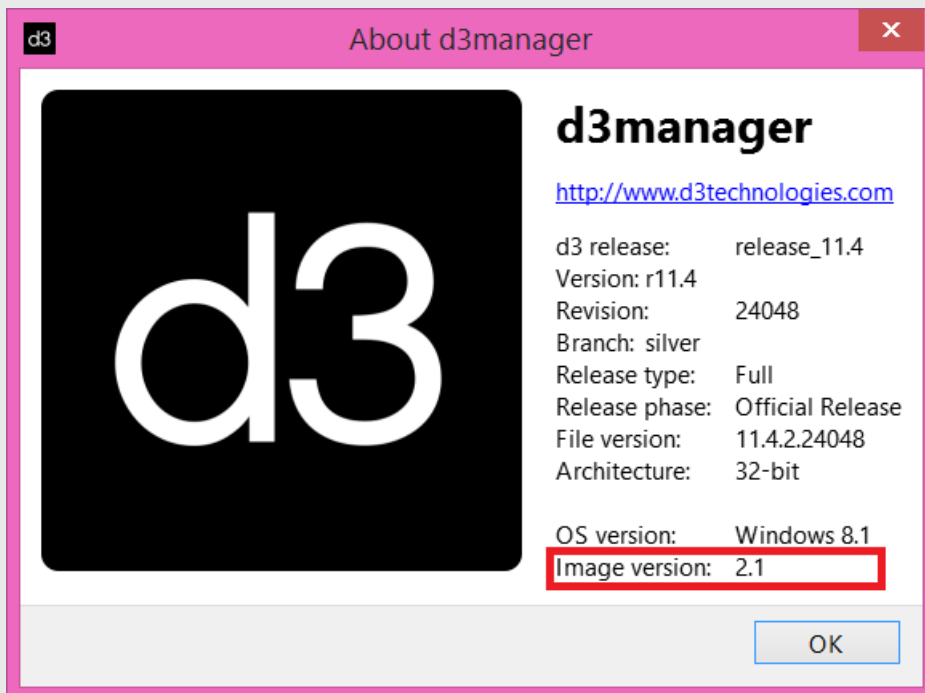 d3 About d3manager
d3
d3manager
http://www.d3technologies.com
d3 release: release_11.4
Version: r11.4
Revision: 24048
Branch: silver
Release type: Full
Release phase: Official Release
File version: 11.4.2.24048
Architecture: 32-bit
OS version: Windows 8.1
Image version: 2.1
OK